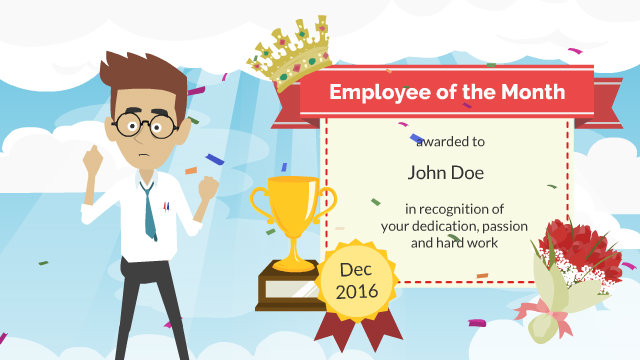 Employee of the Month
awarded to
John Doe
in recognition of
your dedication, passion
and hard work
Dec
2016